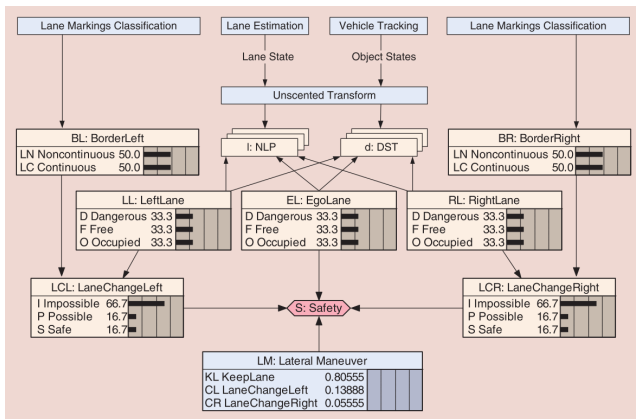 Lane Markings Classification
Lane Estimation
Vehicle Tracking
Lane Markings Classification
Lane State
Object States
Unscented Transform
BL: BorderLeft
LN Noncontinuous 50.0
LC Continuous 50.0
l: NLP
d: DST
BR: BorderRight
LN Noncontinuous 50.0
LC Continuous 50.0
LL: LeftLane
D Dangerous 33.3
F Free 33.3
O Occupied 33.3
EL: EgoLane
D Dangerous 33.3
F Free 33.3
O Occupied 33.3
RL: RightLane
D Dangerous 33.3
F Free 33.3
O Occupied 33.3
LCL: LaneChangeLeft
I Impossible 66.7
P Possible 16.7
S Safe 16.7
S: Safety
LCR: LaneChangeRight
I Impossible 66.7
P Possible 16.7
S Safe 16.7
LM: Lateral Maneuver
KL KeepLane 0.80555
CL LaneChangeLeft 0.13888
CR LaneChangeRight 0.05555